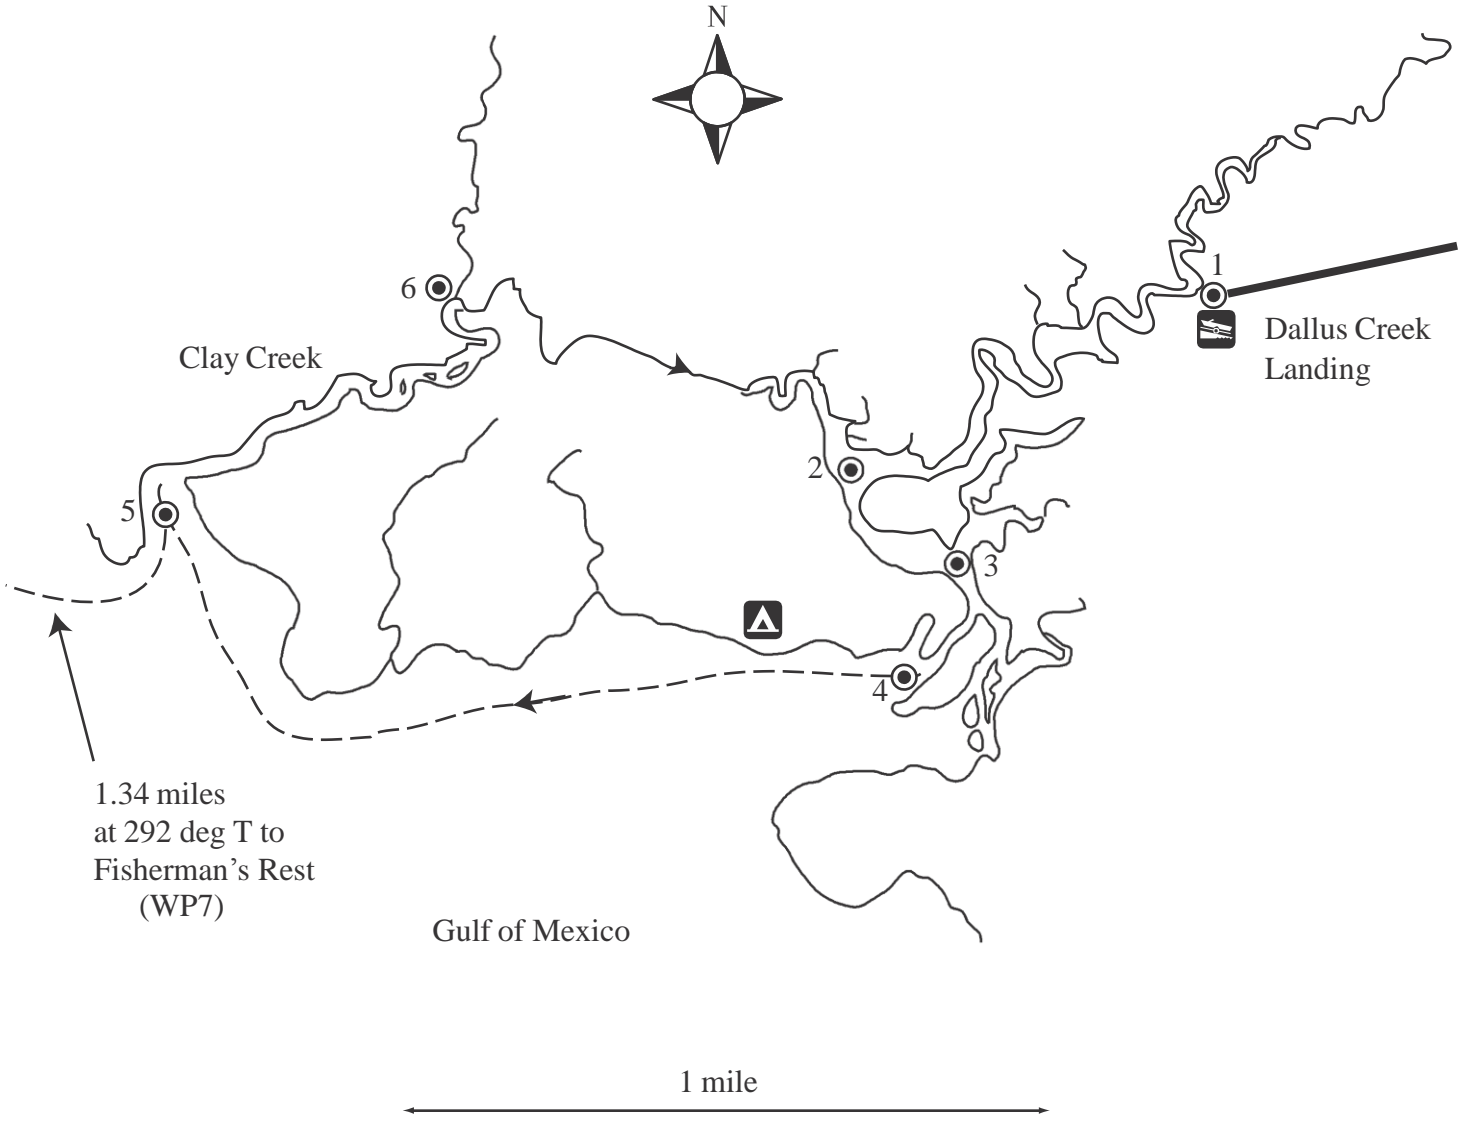 N
1
6
Dallus Creek
Landing
Clay Creek
2
5
3
4
1.34 miles
at 292 deg T to
Fisherman’s Rest
(WP7)
Gulf of Mexico
1 mile